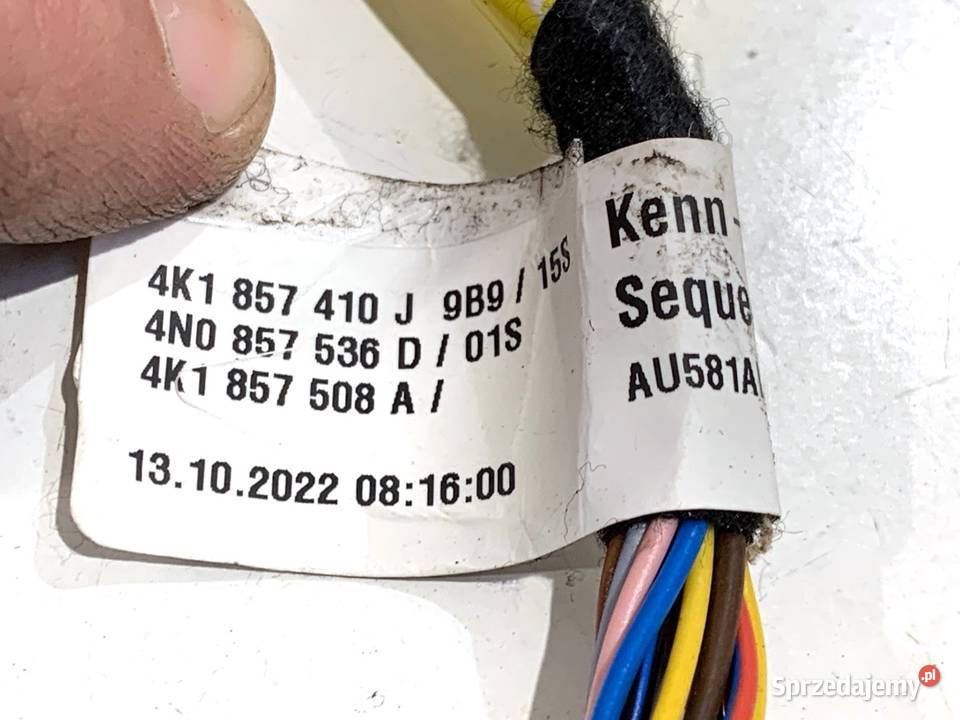 4K1 857 410 J 9B9 / 15S
4N0 857 536 D / 01S
4K1 857 508 A /
13.10.2022 08:16:00
Kenn-
Seque
AU581A
Sprzedajemy.pl